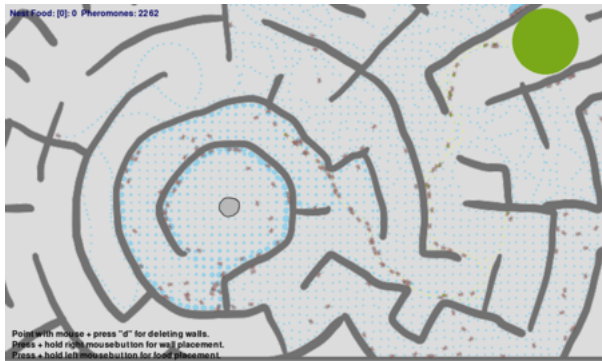 Nest Food: [0]: 0 Pheromones: 2262
Point with mouse + press "d" for deleting walls.
Press + hold right mousebutton for wall placement.
Press + hold left mousebutton for food placement.